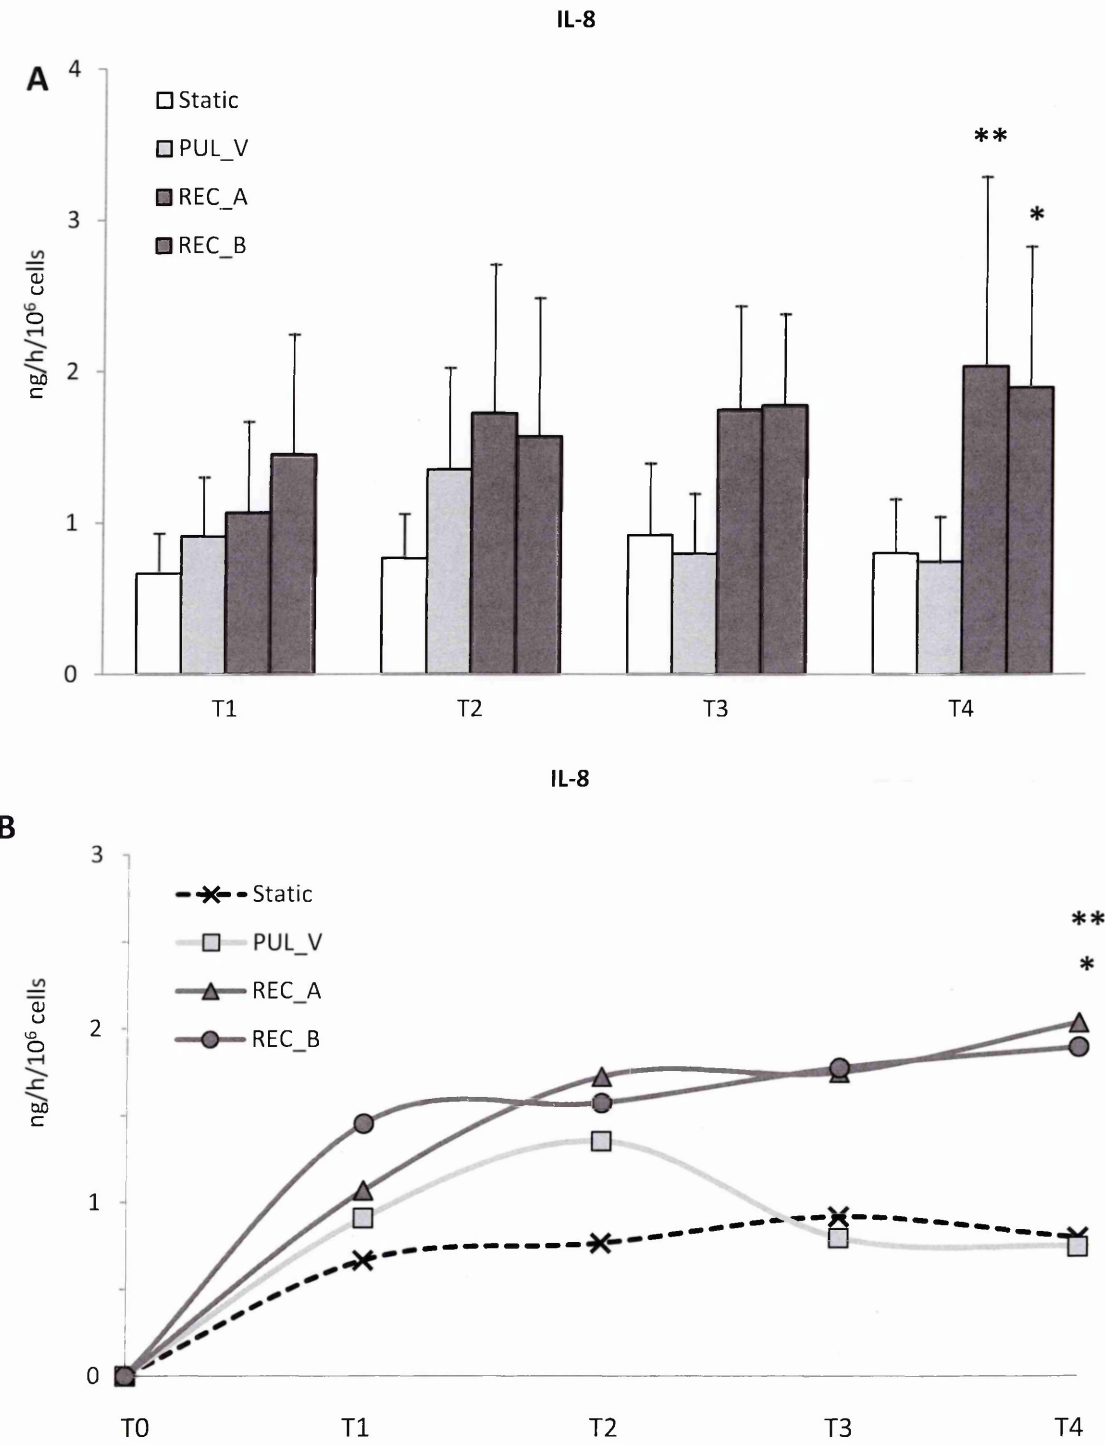 IL-8
A
4
Static
PUL_V
REC_A
REC_B
**
*
3
2
1
0
ng/h/10⁶ cells
T1 T2 T3 T4
IL-8
B
3
Static
PUL_V
REC_A
REC_B
**
*
2
1
0
ng/h/10⁶ cells
T0 T1 T2 T3 T4